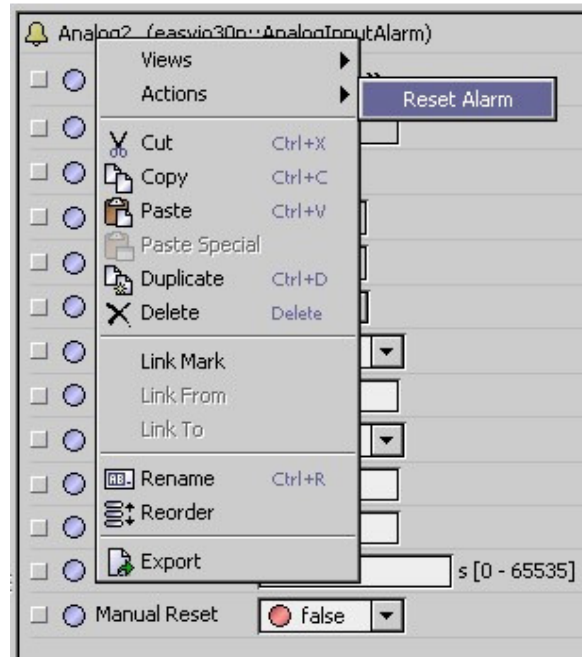 Analog2 (easyio30p::AnalogInputAlarm)
Views
Actions
Reset Alarm
Cut Ctrl+X
Copy Ctrl+C
Paste Ctrl+V
Paste Special
Duplicate Ctrl+D
Delete Delete
Link Mark
Link From
Link To
Rename Ctrl+R
Reorder
Export
s [0 - 65535]
Manual Reset false